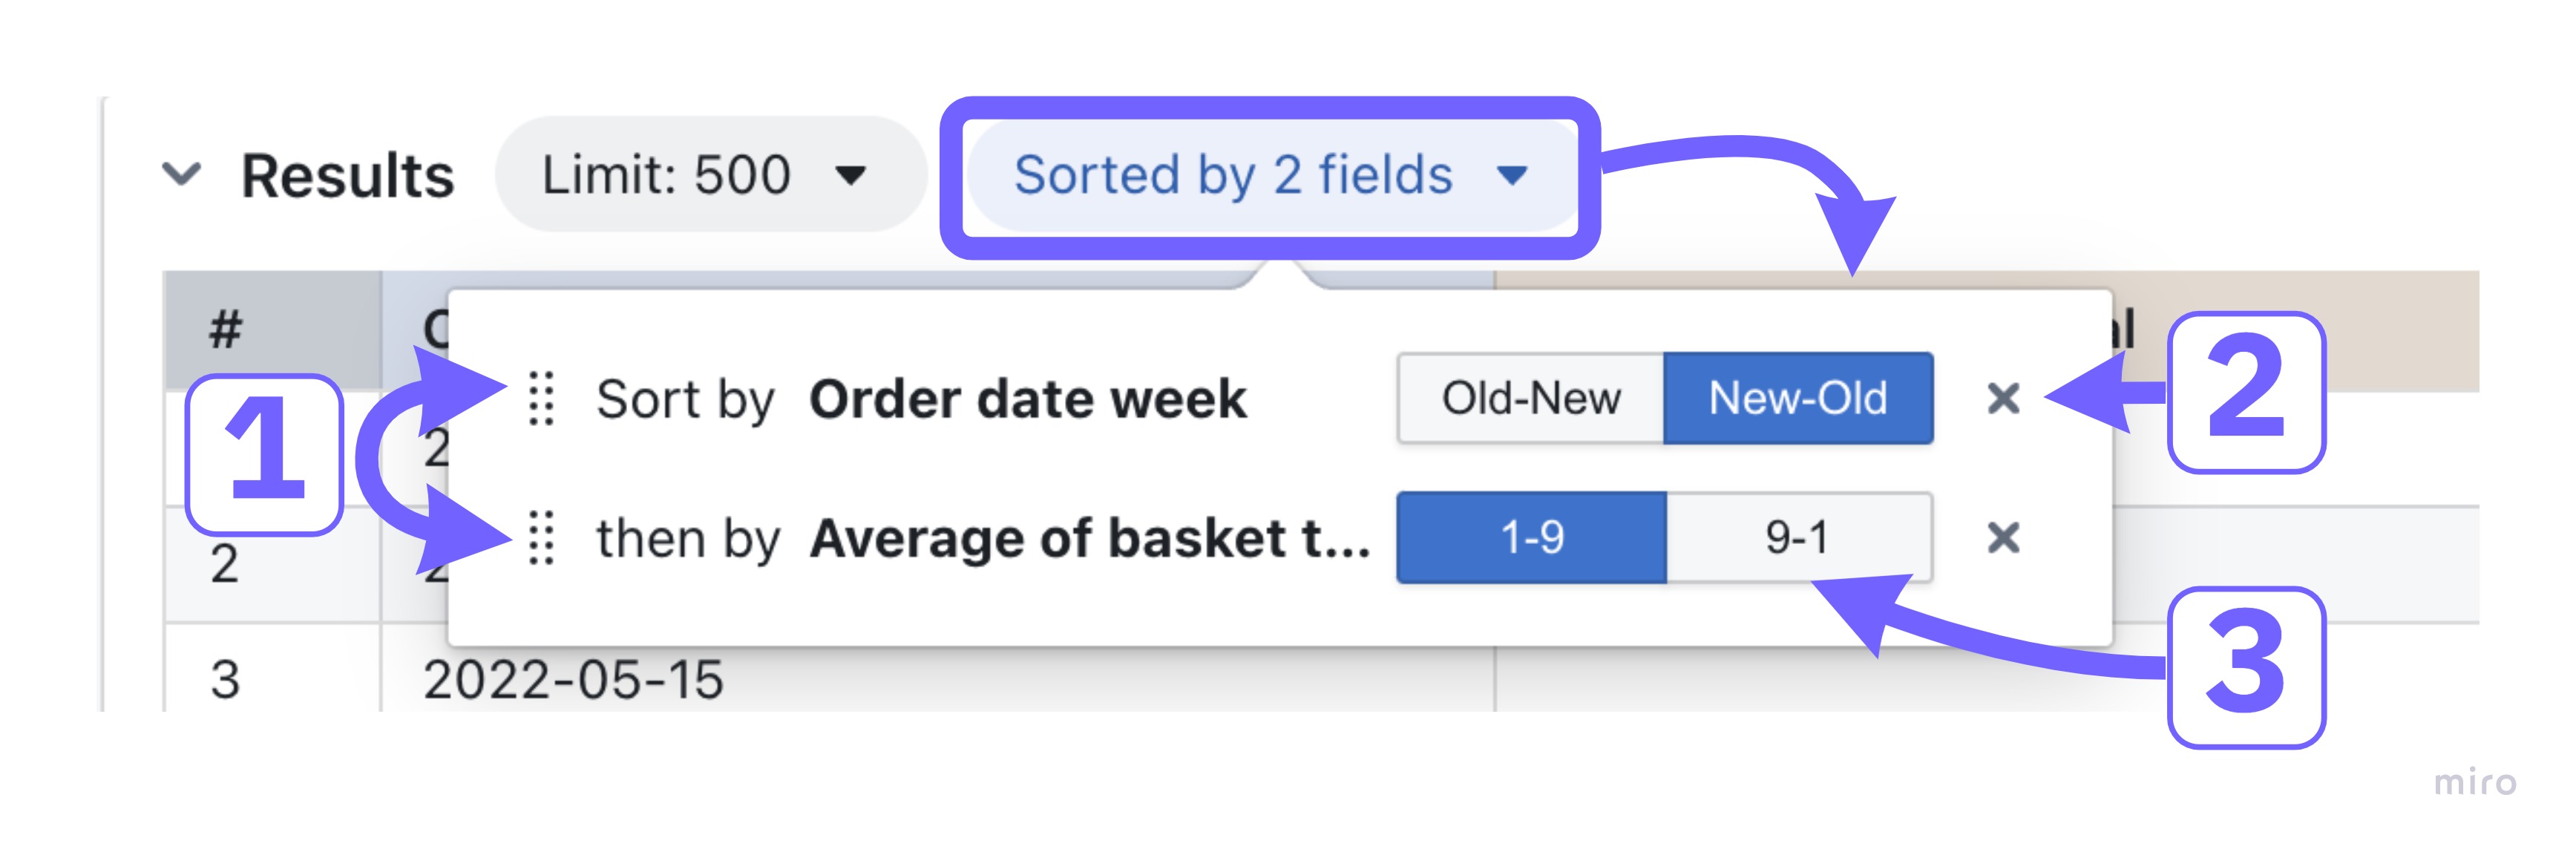 Results Limit: 500 Sorted by 2 fields
#
1 Sort by Order date week Old-New New-Old 2
then by Average of basket t... 1-9 9-1
2
3 2022-05-15 3
miro